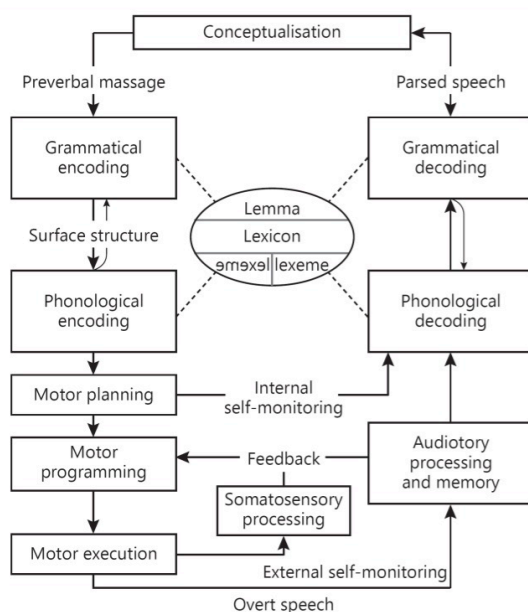 Conceptualisation
Preverbal massage
Parsed speech
Grammatical
encoding
Grammatical
decoding
Lemma
Lexicon
lexeme
lexeme
Surface structure
Phonological
encoding
Phonological
decoding
Motor planning
Internal
self-monitoring
Motor
programming
Feedback
Audiotory
processing
and memory
Somatosensory
processing
Motor execution
External self-monitoring
Overt speech